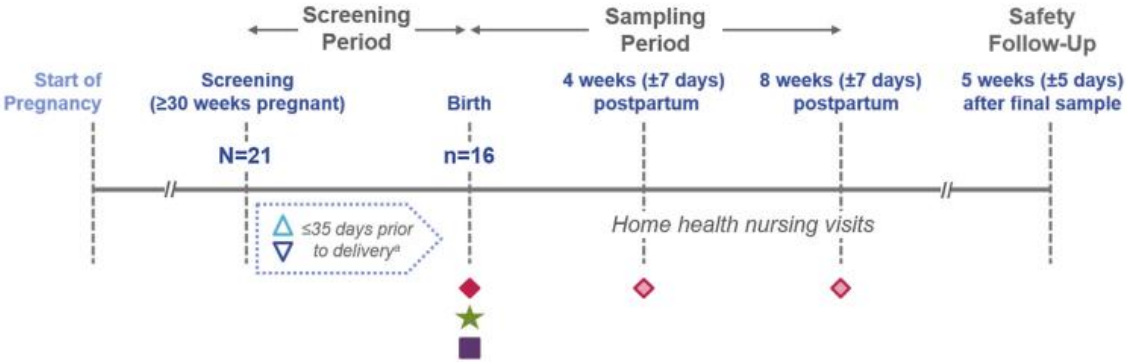 Screening
Period
Sampling
Period
Safety
Follow-Up
Start of
Pregnancy
Screening
(≥30 weeks pregnant)
Birth
4 weeks (±7 days)
postpartum
8 weeks (±7 days)
postpartum
5 weeks (±5 days)
after final sample
N=21
n=16
≤35 days prior
to deliveryᵃ
Home health nursing visits